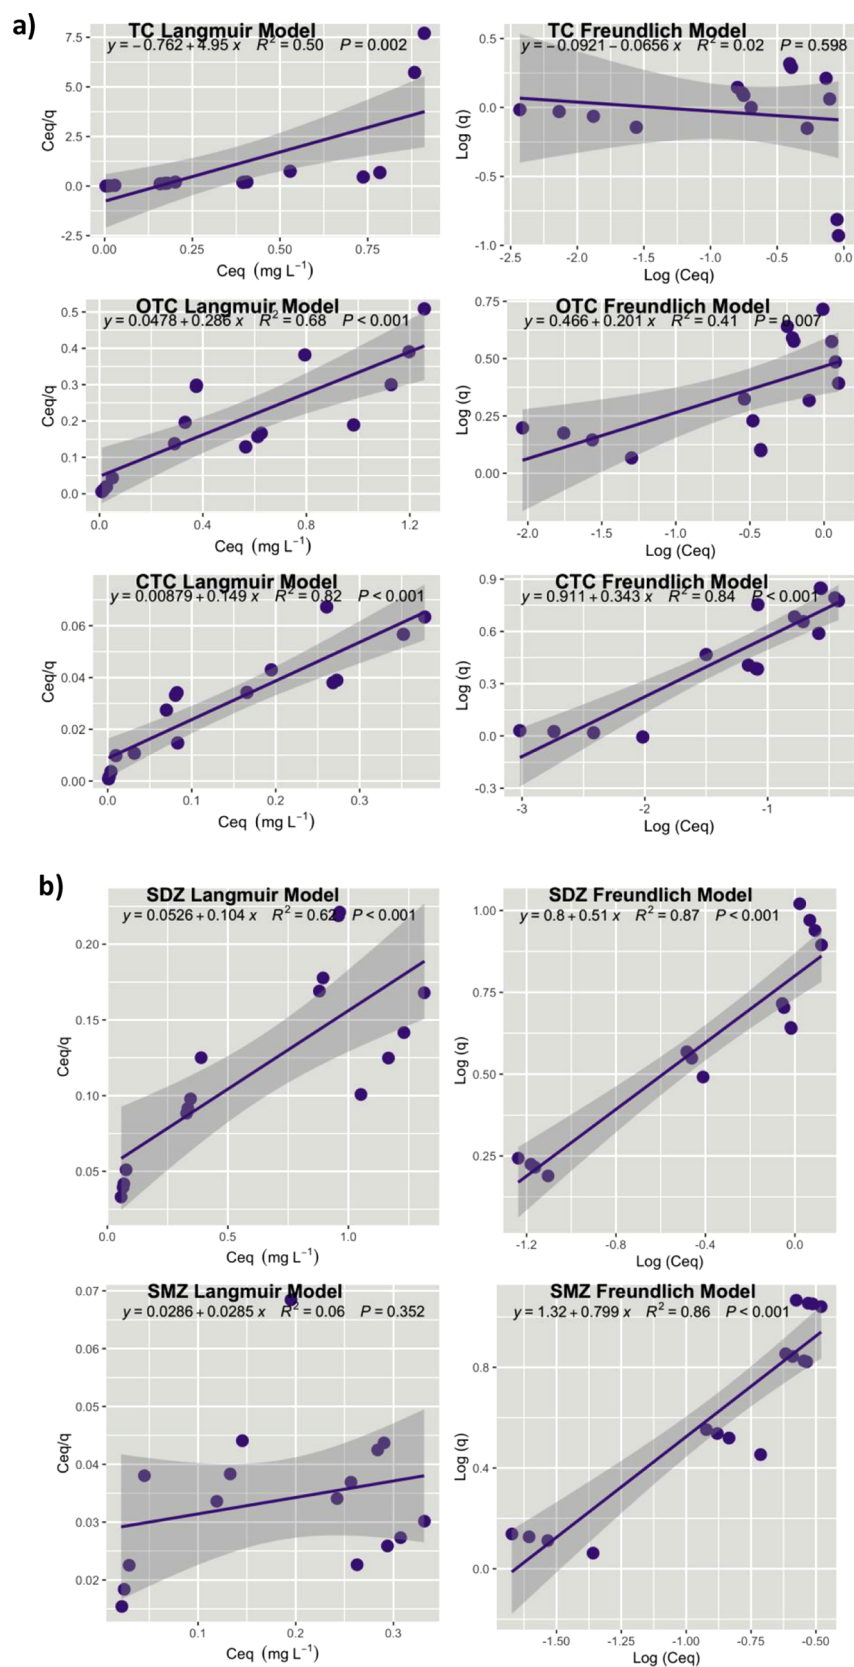 a)
TC Langmuir Model
y = −0.762 + 4.95 x R² = 0.50 P = 0.002
7.5
5.0
2.5
0.0
-2.5
Ceq/q
0.00 0.25 0.50 0.75
Ceq (mg L⁻¹)
TC Freundlich Model
y = −0.0921 −0.0656 x R² = 0.02 P = 0.598
0.5
0.0
-0.5
-1.0
Log (q)
-2.5 -2.0 -1.5 -1.0 -0.5 0.0
Log (Ceq)
OTC Langmuir Model
y = 0.0478 + 0.286 x R² = 0.68 P < 0.001
0.5
0.4
0.3
0.2
0.1
0.0
Ceq/q
0.0 0.4 0.8 1.2
Ceq (mg L⁻¹)
OTC Freundlich Model
y = 0.466 + 0.201 x R² = 0.41 P = 0.007
0.75
0.50
0.25
0.00
Log (q)
-2.0 -1.5 -1.0 -0.5 0.0
Log (Ceq)
CTC Langmuir Model
y = 0.00879 + 0.149 x R² = 0.82 P < 0.001
0.06
0.04
0.02
0.00
Ceq/q
0.0 0.1 0.2 0.3
Ceq (mg L⁻¹)
CTC Freundlich Model
y = 0.911 + 0.343 x R² = 0.84 P < 0.001
0.9
0.6
0.3
0.0
-0.3
Log (q)
-3 -2 -1
Log (Ceq)
b)
SDZ Langmuir Model
y = 0.0526 + 0.104 x R² = 0.62 P < 0.001
0.20
0.15
0.10
0.05
Ceq/q
0.0 0.5 1.0
Ceq (mg L⁻¹)
SDZ Freundlich Model
y = 0.8 + 0.51 x R² = 0.87 P < 0.001
1.00
0.75
0.50
0.25
Log (q)
-1.2 -0.8 -0.4 0.0
Log (Ceq)
SMZ Langmuir Model
y = 0.0286 + 0.0285 x R² = 0.06 P = 0.352
0.07
0.06
0.05
0.04
0.03
0.02
Ceq/q
0.1 0.2 0.3
Ceq (mg L⁻¹)
SMZ Freundlich Model
y = 1.32 + 0.799 x R² = 0.86 P < 0.001
0.8
0.4
0.0
Log (q)
-1.50 -1.25 -1.00 -0.75 -0.50
Log (Ceq)